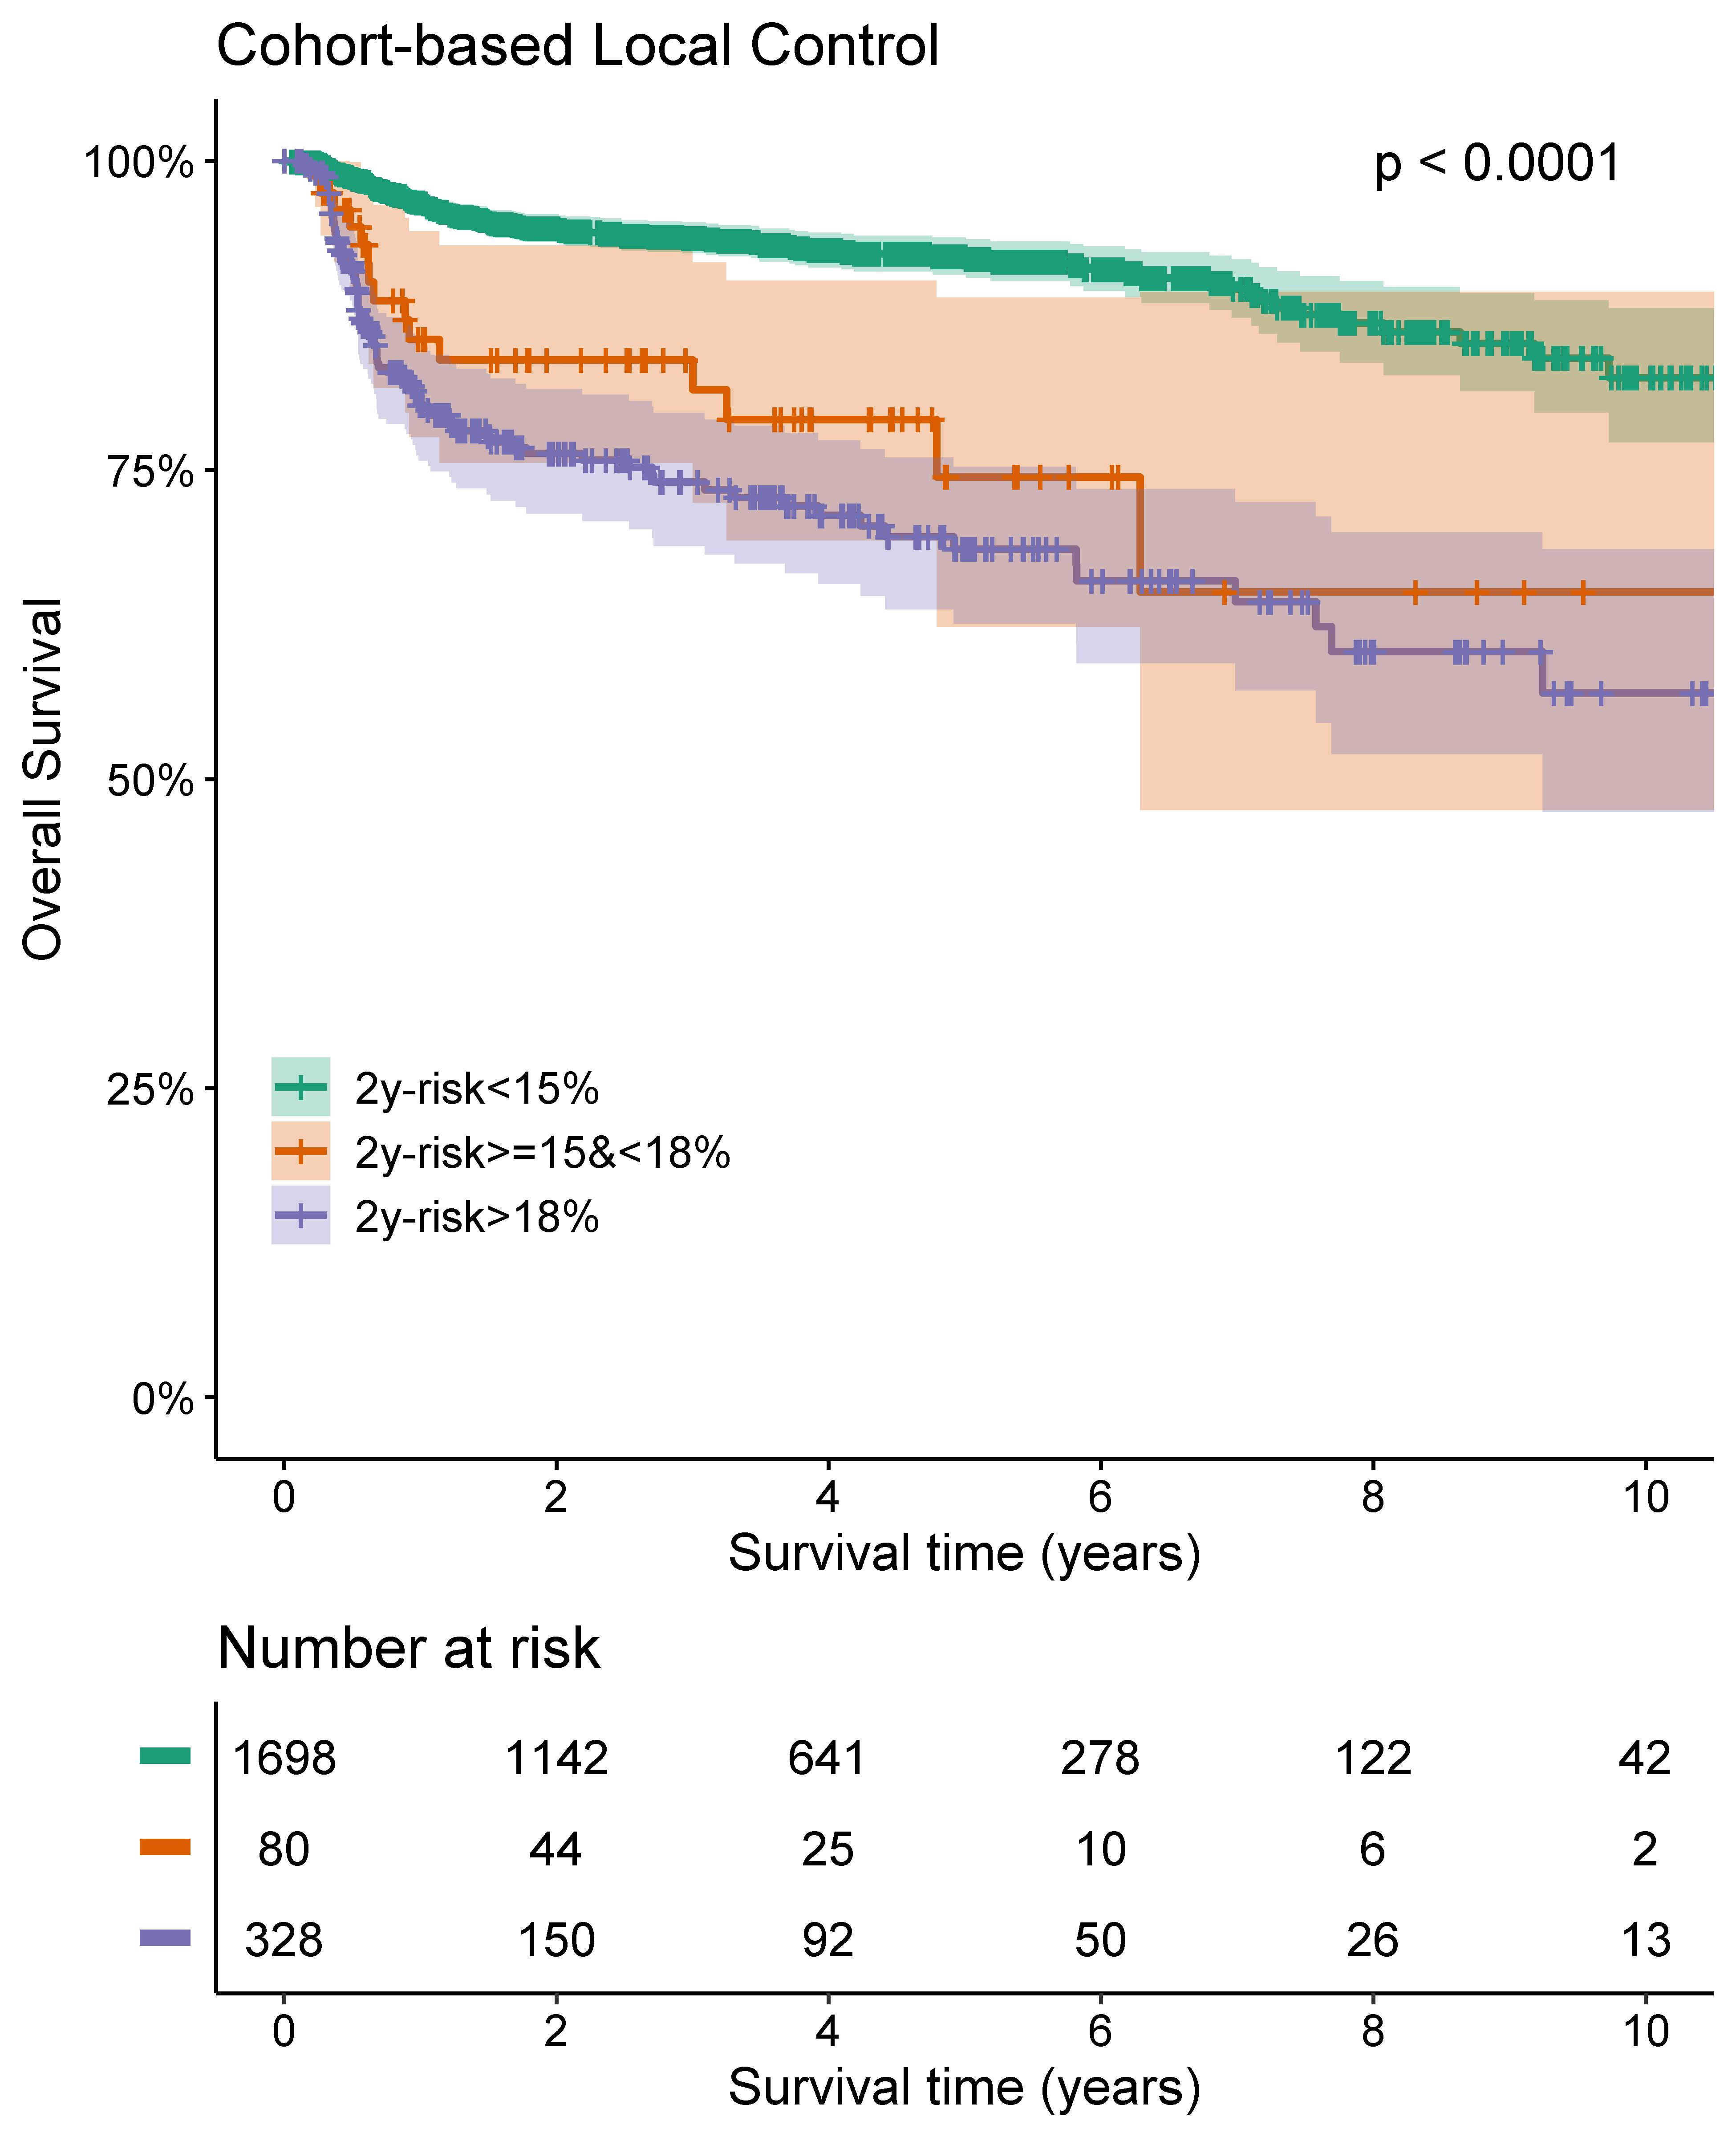 Cohort-based Local Control
p < 0.0001
100%
75%
50%
25%
0%
Overall Survival
2y-risk<15%
2y-risk>=15&<18%
2y-risk>18%
0 2 4 6 8 10
Survival time (years)
Number at risk
1698 1142 641 278 122 42
80 44 25 10 6 2
328 150 92 50 26 13
0 2 4 6 8 10
Survival time (years)